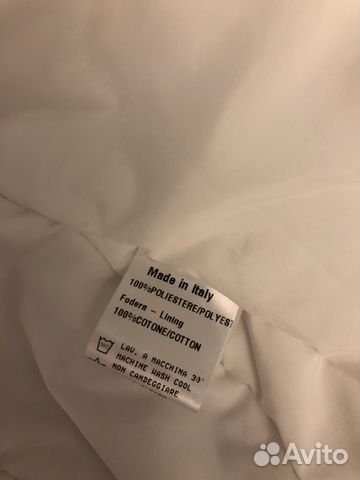 Made in Italy
100%POLIESTERE/POLYEST
Fodera - Lining
100%COTONE/COTTON
LAV. A MACCHINA 30°
MACHINE WASH COOL
NON CANDEGGIARE
Avito